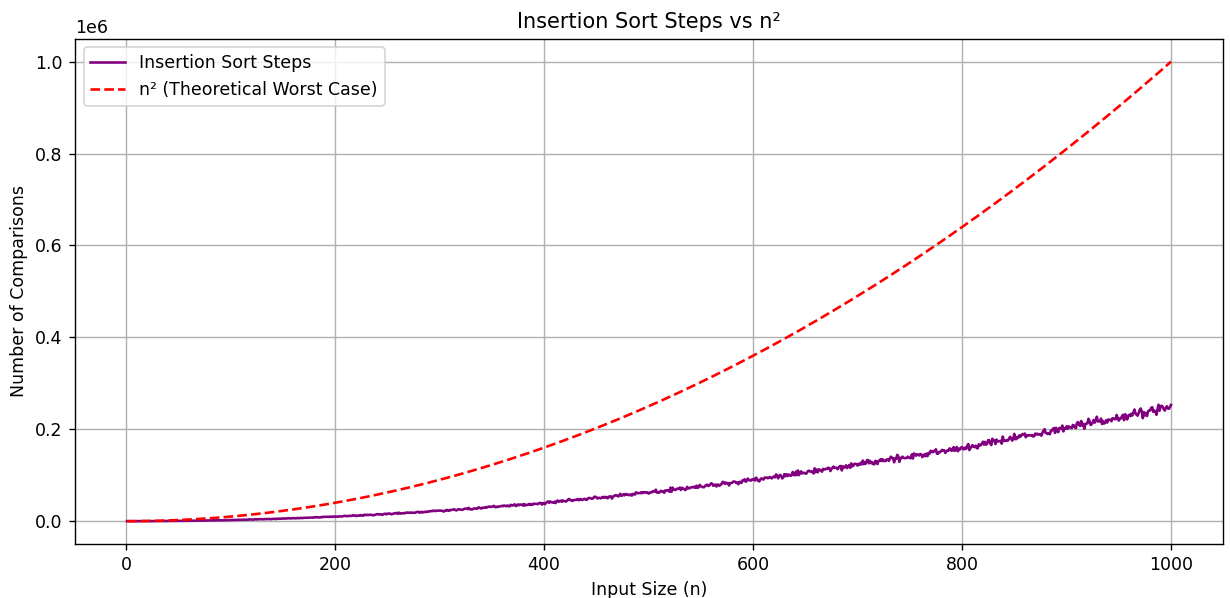 Insertion Sort Steps vs n²
1e6
Insertion Sort Steps
n² (Theoretical Worst Case)
Number of Comparisons
1.0
0.8
0.6
0.4
0.2
0.0
0 200 400 600 800 1000
Input Size (n)